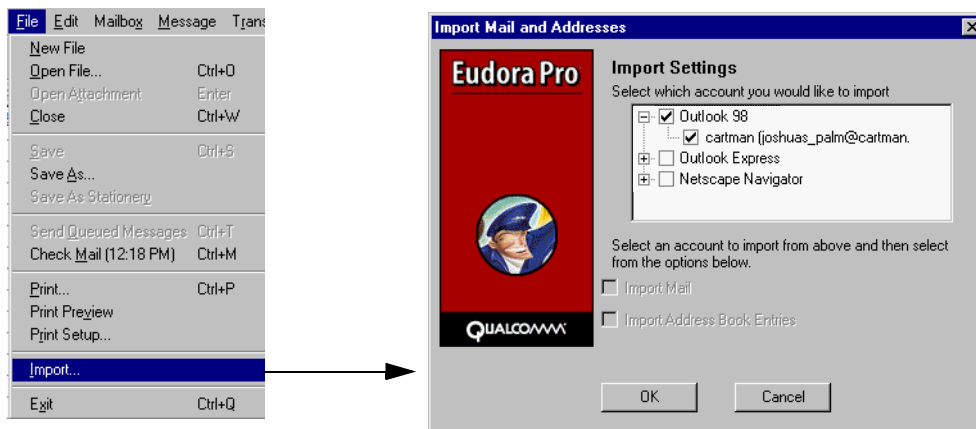 File Edit Mailbox Message Trans
New File
Open File... Ctrl+O
Open Attachment Enter
Close Ctrl+W
Save Ctrl+S
Save As...
Save As Stationery
Send Queued Messages Ctrl+T
Check Mail (12:18 PM) Ctrl+M
Print... Ctrl+P
Print Preview
Print Setup...
Import...
Exit Ctrl+Q
Import Mail and Addresses
Eudora Pro
QUALCOMM
Import Settings
Select which account you would like to import
Outlook 98
cartman (joshuas_palm@cartman.
Outlook Express
Netscape Navigator
Select an account to import from above and then select
from the options below.
Import Mail
Import Address Book Entries
OK Cancel